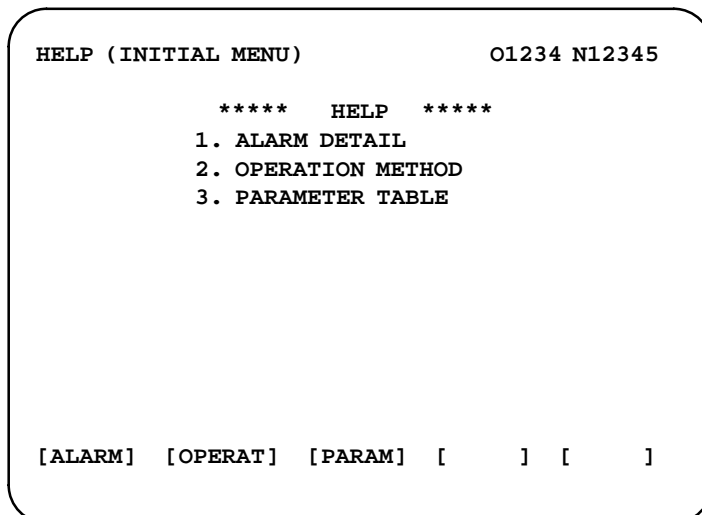 HELP (INITIAL MENU) O1234 N12345
***** HELP *****
1. ALARM DETAIL
2. OPERATION METHOD
3. PARAMETER TABLE
[ALARM] [OPERAT] [PARAM] [ ] [ ]